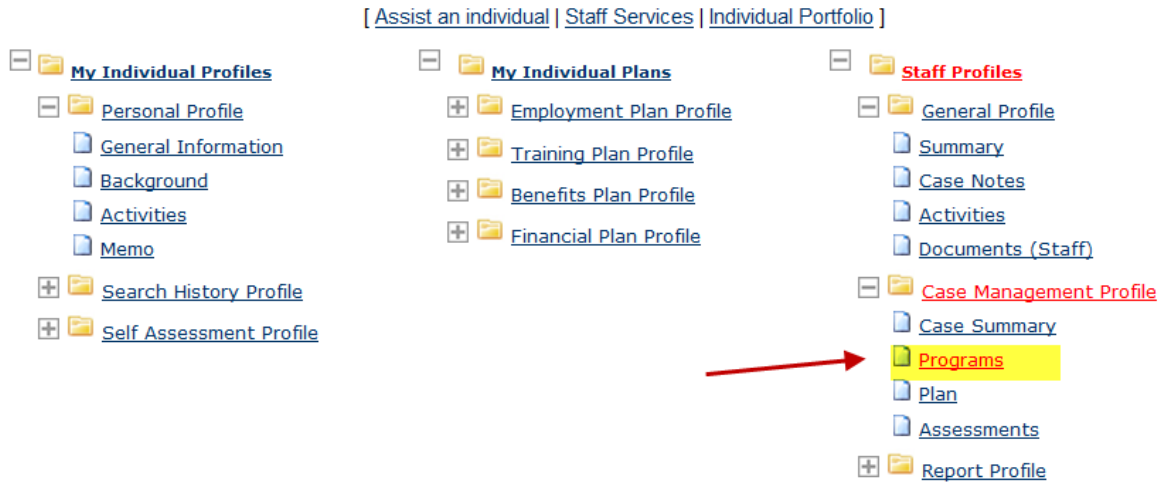 [ Assist an individual | Staff Services | Individual Portfolio ]
My Individual Profiles
Personal Profile
General Information
Background
Activities
Memo
Search History Profile
Self Assessment Profile
My Individual Plans
Employment Plan Profile
Training Plan Profile
Benefits Plan Profile
Financial Plan Profile
Staff Profiles
General Profile
Summary
Case Notes
Activities
Documents (Staff)
Case Management Profile
Case Summary
Programs
Plan
Assessments
Report Profile